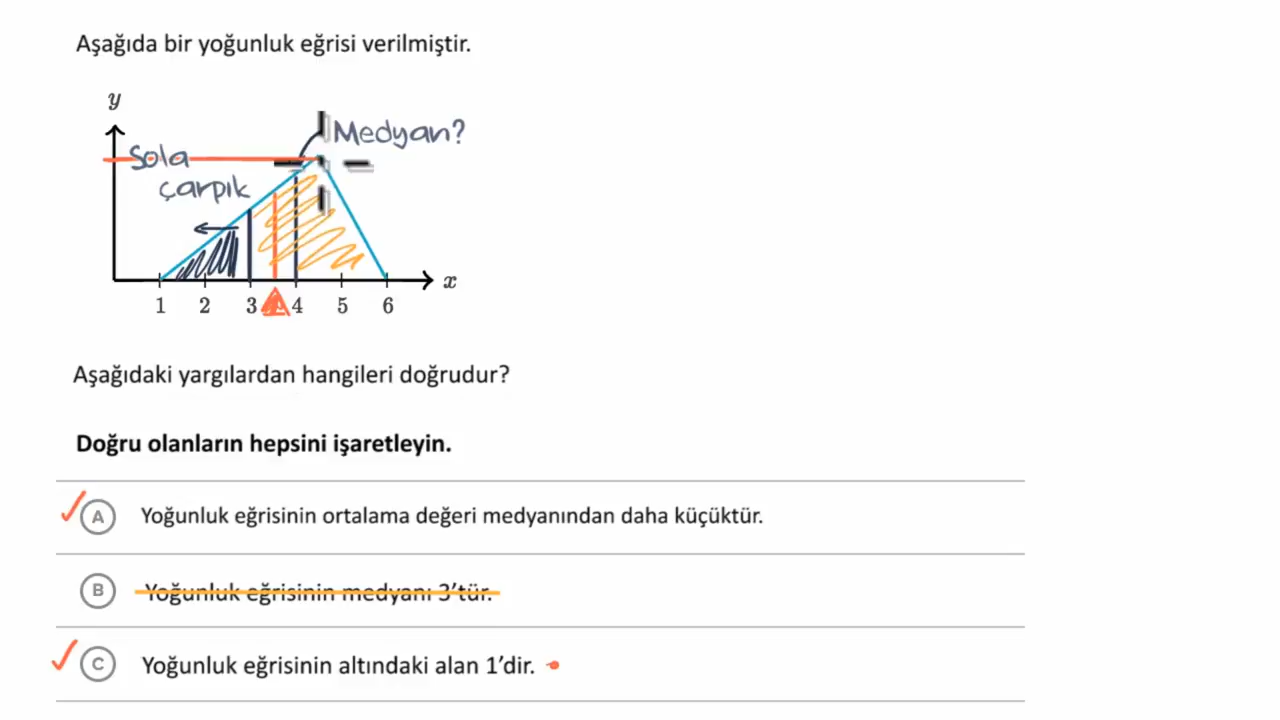 Aşağıda bir yoğunluk eğrisi verilmiştir.
y
Medyan?
Sola
çarpık
x
1 2 3 4 5 6
Aşağıdaki yargılardan hangileri doğrudur?
Doğru olanların hepsini işaretleyin.
A Yoğunluk eğrisinin ortalama değeri medyanından daha küçüktür.
B Yoğunluk eğrisinin medyanı 3'tür.
C Yoğunluk eğrisinin altındaki alan 1'dir.